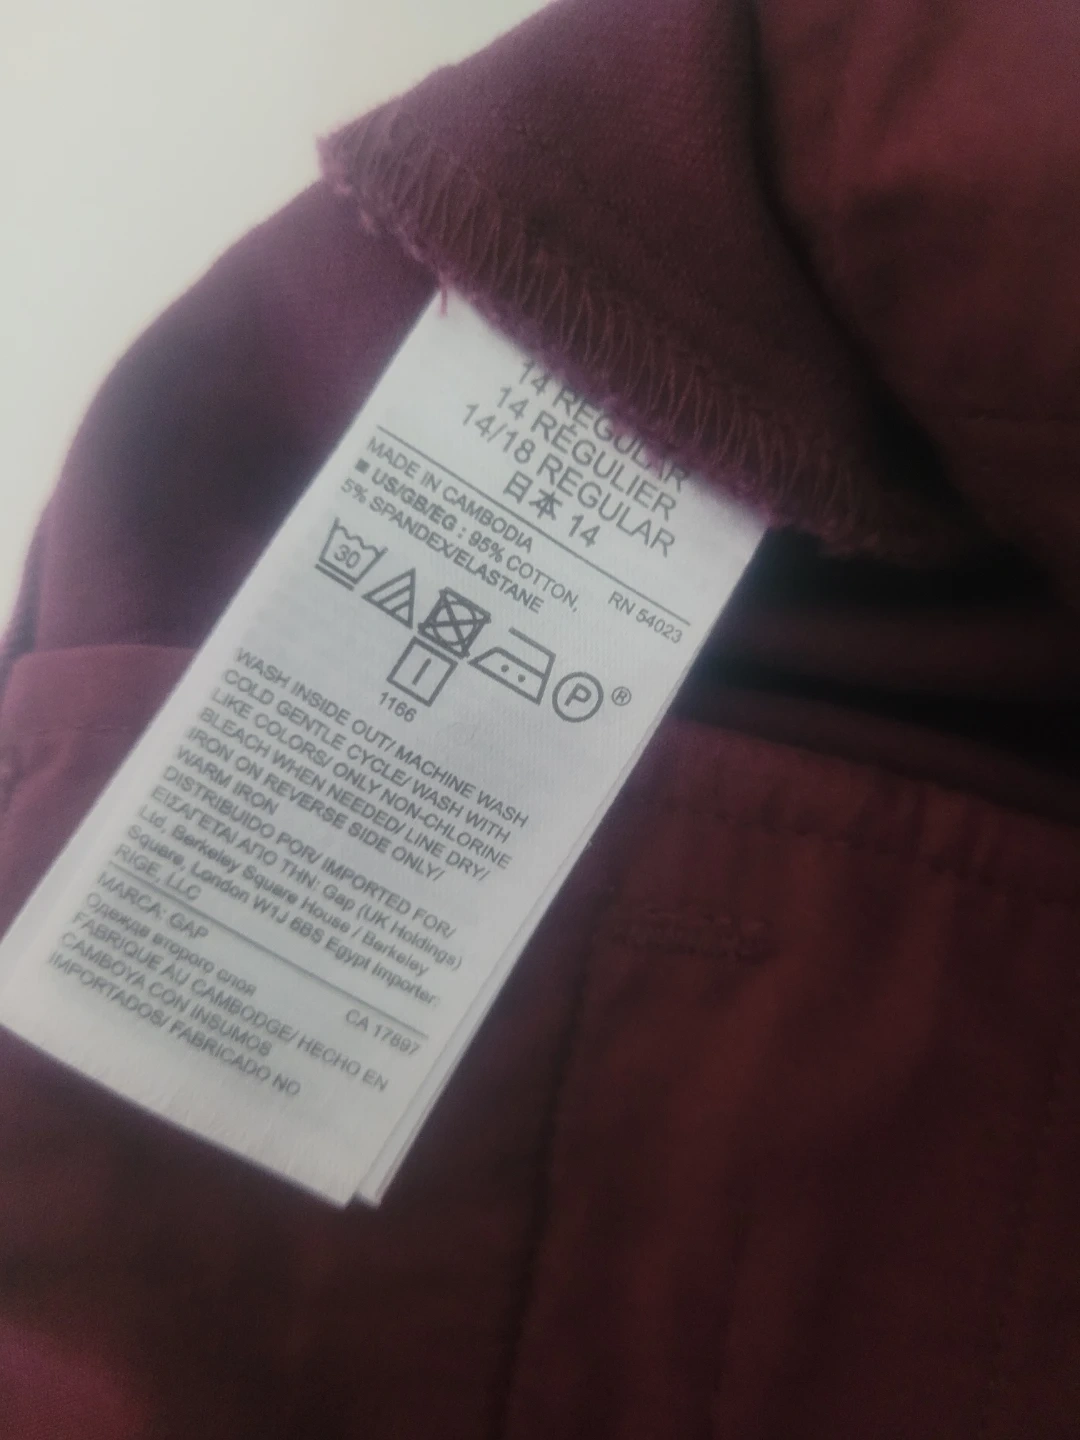 14 REGULAR
14 RÉGULIER
14/18 REGULAR
日本 14
MADE IN CAMBODIA
RN 54023
■ US/GB/EG : 95% COTTON,
5% SPANDEX/ELASTANE
30
P ®
1166
WASH INSIDE OUT/ MACHINE WASH
COLD GENTLE CYCLE/ WASH WITH
LIKE COLORS/ ONLY NON-CHLORINE
BLEACH WHEN NEEDED/ LINE DRY/
IRON ON REVERSE SIDE ONLY/
WARM IRON
DISTRIBUIDO POR/ IMPORTED FOR/
ΕΙΣΑΓΕΤΑΙ ΑΠΟ ΤΗΝ: Gap (UK Holdings)
Ltd, Berkeley Square House / Berkeley
Square, London W1J 6BS Egypt Importer:
RIGE, LLC
MARCA: GAP
CA 17897
Одежда второго слоя
FABRIQUE AU CAMBODGE/ HECHO EN
CAMBOYA CON INSUMOS
IMPORTADOS/ FABRICADO NO